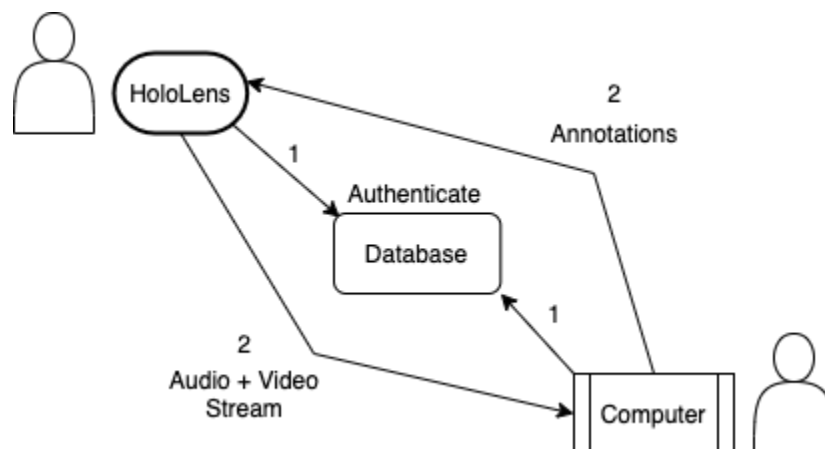 HoloLens
2
Annotations
1
Authenticate
Database
1
2
Audio + Video
Stream
Computer